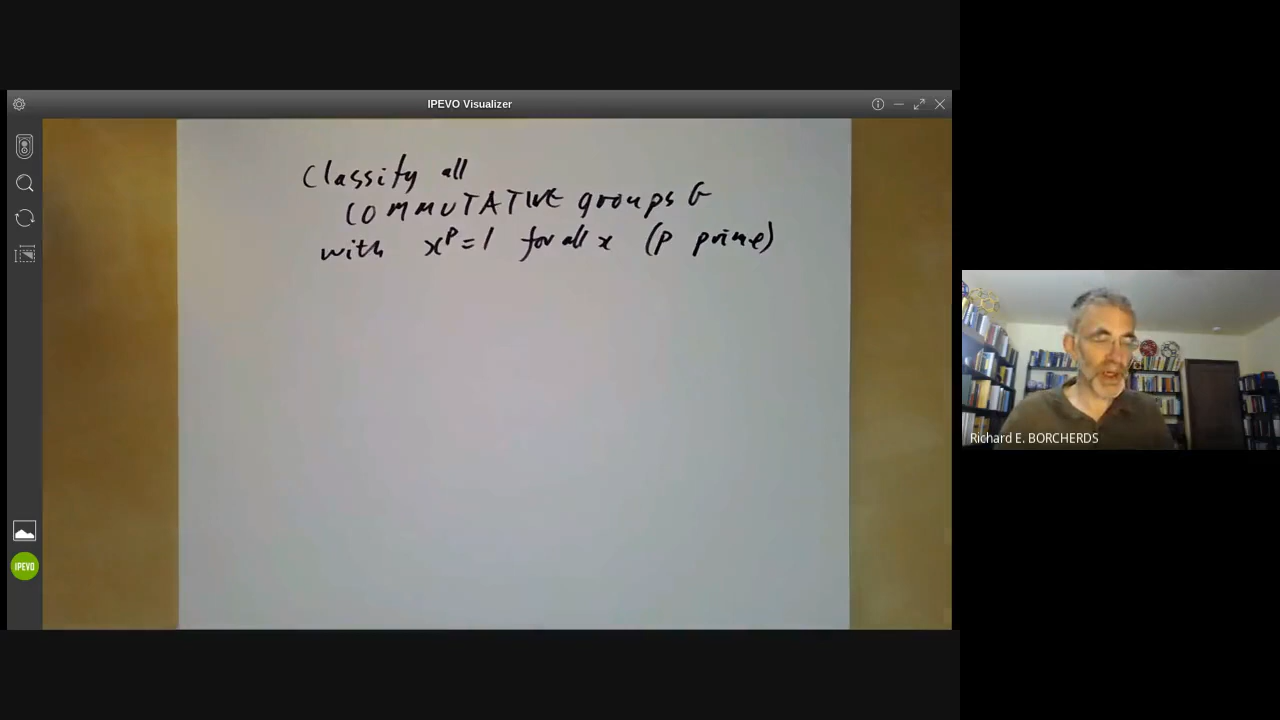 IPEVO Visualizer
Classify all
COMMUTATIVE groups G
with x^p = 1 for all x (p prime)
IPEVO
Richard E. BORCHERDS